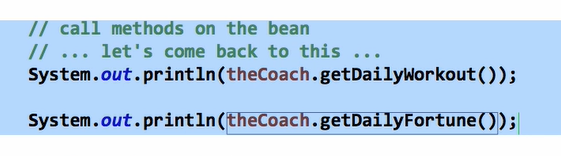 // call methods on the bean
// ... let's come back to this ...
System.out.println(theCoach.getDailyWorkout());
System.out.println(theCoach.getDailyFortune());